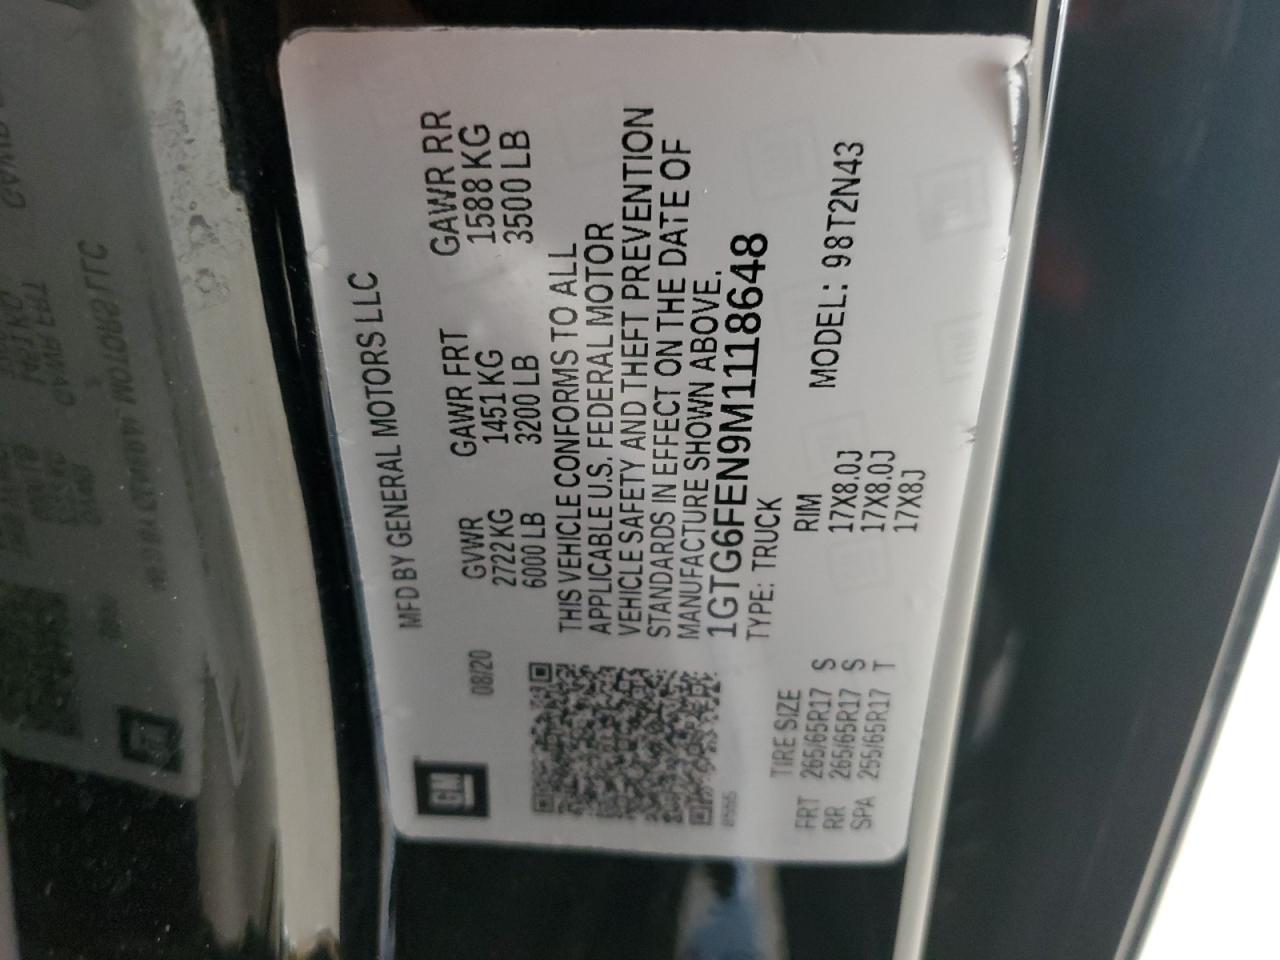 GM
MFD BY GENERAL MOTORS LLC
08/20
GVWR GAWR FRT GAWR RR
2722 KG 1451 KG 1588 KG
6000 LB 3200 LB 3500 LB
THIS VEHICLE CONFORMS TO ALL
APPLICABLE U.S. FEDERAL MOTOR
VEHICLE SAFETY AND THEFT PREVENTION
STANDARDS IN EFFECT ON THE DATE OF
MANUFACTURE SHOWN ABOVE.
1GTG6FEN9M1118648
TYPE: TRUCK
TIRE SIZE RIM MODEL: 98T2N43
FRT 265/65R17 S 17X8.0J
RR 265/65R17 S 17X8.0J
SPA 255/65R17 T 17X8J